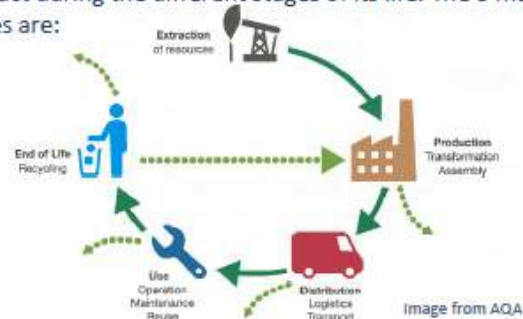 es are:
Extraction
of resources
Production
Transformation
Assembly
End of Life
Recycling
Use
Operation
Maintenance
Reuse
Distribution
Logistics
Transport
Image from AQA